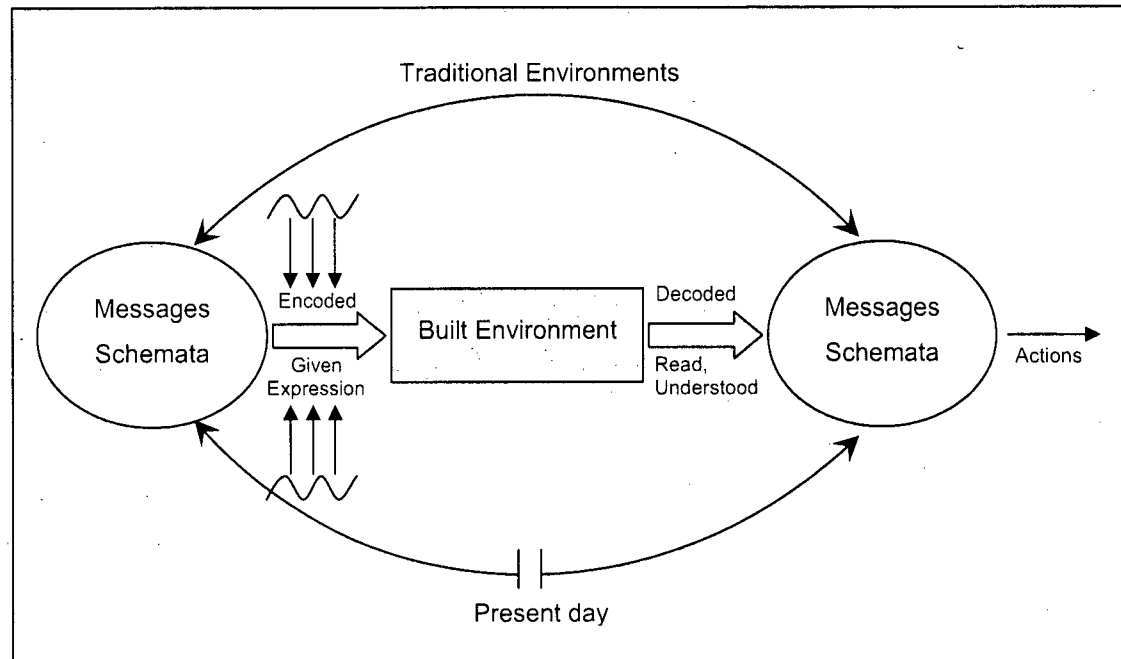 Traditional Environments
Messages
Schemata
Encoded
Given
Expression
Built Environment
Decoded
Read,
Understood
Messages
Schemata
Actions
Present day